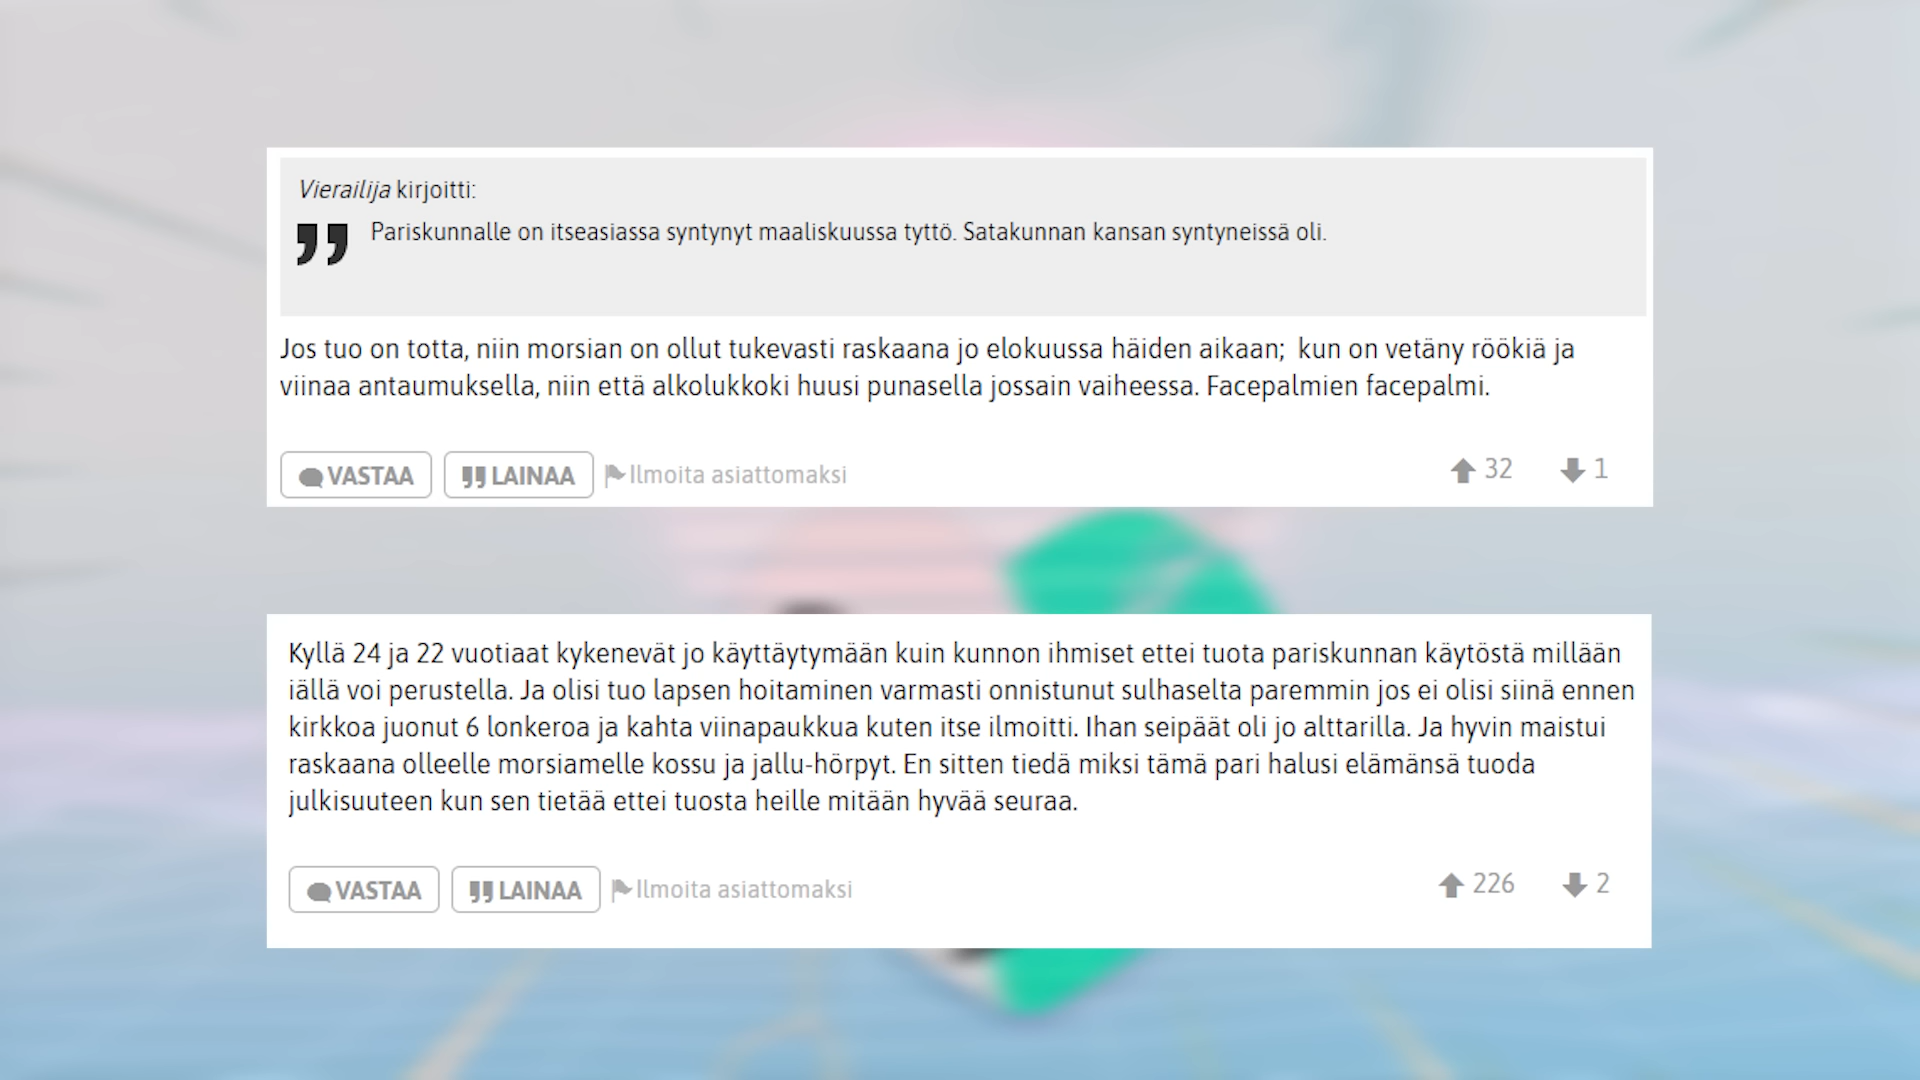 Vierailija kirjoitti:
Pariskunnalle on itseasiassa syntynyt maaliskuussa tyttö. Satakunnan kansan syntyneissä oli.
Jos tuo on totta, niin morsian on ollut tukevasti raskaana jo elokuussa häiden aikaan;  kun on vetäny röökiä ja
viinaa antaumuksella, niin että alkolukkoki huusi punasella jossain vaiheessa. Facepalmien facepalmi.
VASTAA LAINAA Ilmoita asiattomaksi 32 1
Kyllä 24 ja 22 vuotiaat kykenevät jo käyttäytymään kuin kunnon ihmiset ettei tuota pariskunnan käytöstä millään
iällä voi perustella. Ja olisi tuo lapsen hoitaminen varmasti onnistunut sulhaselta paremmin jos ei olisi siinä ennen
kirkkoa juonut 6 lonkeroa ja kahta viinapaukkua kuten itse ilmoitti. Ihan seipäät oli jo alttarilla. Ja hyvin maistui
raskaana olleelle morsiamelle kossu ja jallu-hörpyt. En sitten tiedä miksi tämä pari halusi elämänsä tuoda
julkisuuteen kun sen tietää ettei tuosta heille mitään hyvää seuraa.
VASTAA LAINAA Ilmoita asiattomaksi 226 2